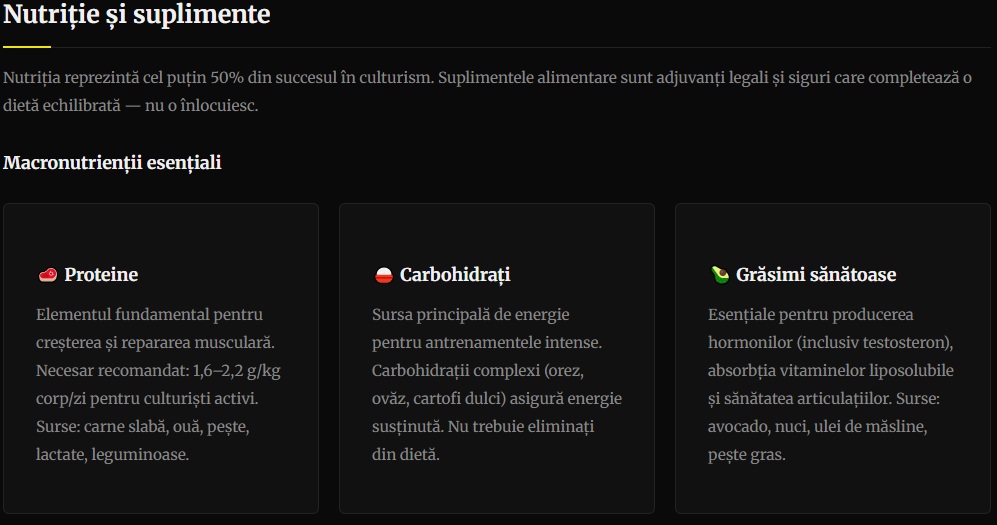 Nutriție și suplimente
Nutriția reprezintă cel puțin 50% din succesul în culturism. Suplimentele alimentare sunt adjuvanți legali și siguri care completează o
dietă echilibrată — nu o înlocuiesc.
Macronutrienții esențiali
Proteine
Elementul fundamental pentru
creșterea și repararea musculară.
Necesar recomandat: 1,6–2,2 g/kg
corp/zi pentru culturiști activi.
Surse: carne slabă, ouă, pește,
lactate, leguminoase.
Carbohidrați
Sursa principală de energie
pentru antrenamentele intense.
Carbohidrații complecși (orez,
ovăz, cartofi dulci) asigură energie
susținută. Nu trebuie eliminați
din dietă.
Grăsimi sănătoase
Esențiale pentru producerea
hormonilor (inclusiv testosteron),
absorbția vitaminelor liposolubile
și sănătatea articulațiilor. Surse:
avocado, nuci, ulei de măsline,
pește gras.